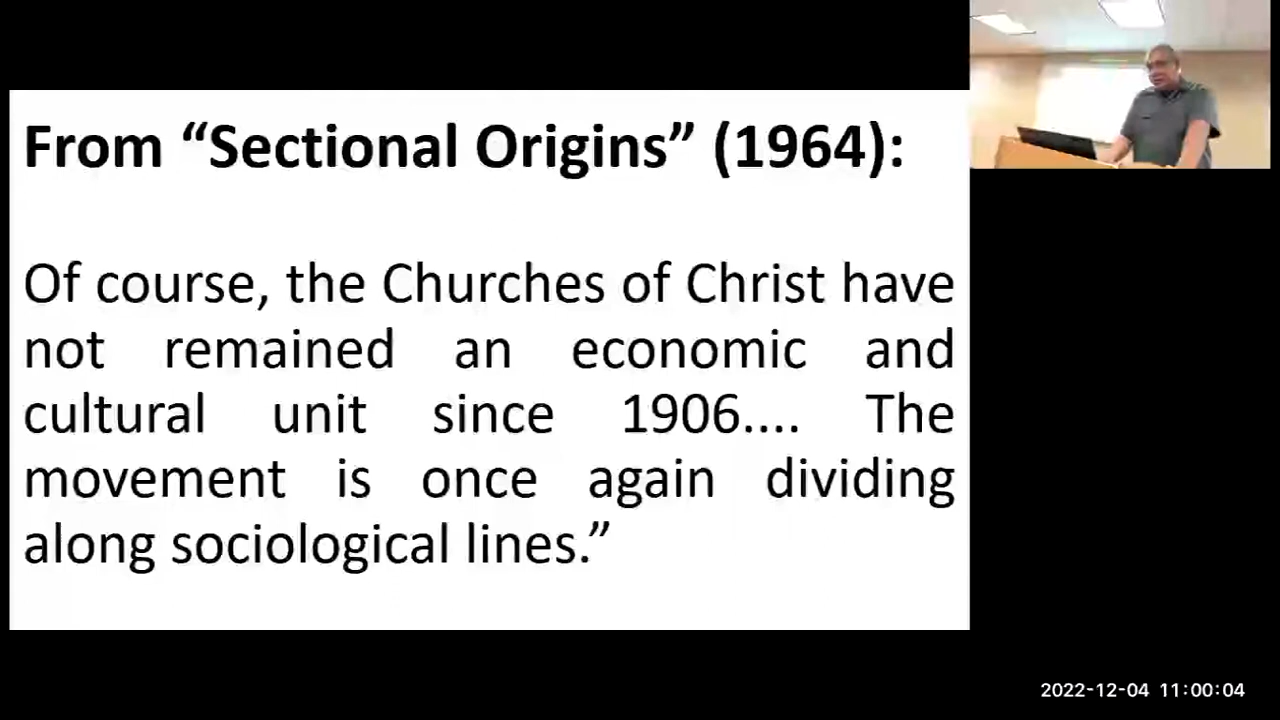 From “Sectional Origins” (1964):
Of course, the Churches of Christ have
not remained an economic and
cultural unit since 1906.... The
movement is once again dividing
along sociological lines.”
2022-12-04 11:00:04